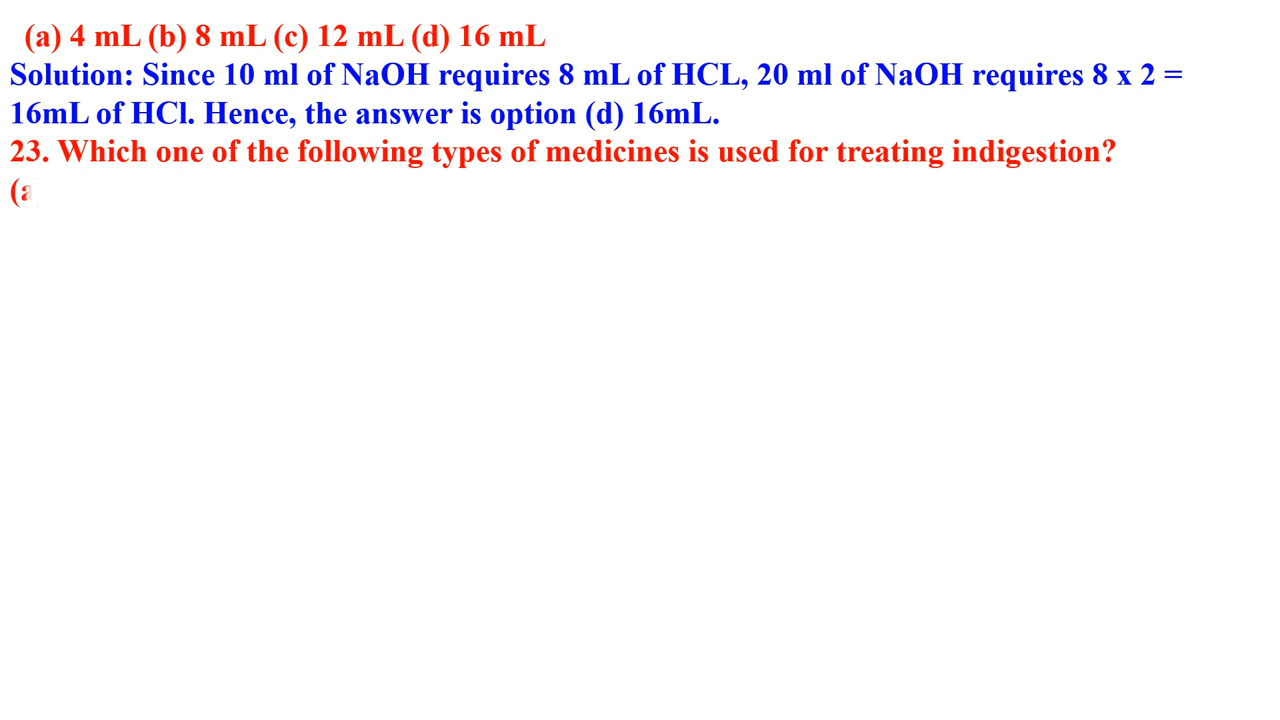 (a) 4 mL (b) 8 mL (c) 12 mL (d) 16 mL
Solution: Since 10 ml of NaOH requires 8 mL of HCL, 20 ml of NaOH requires 8 x 2 =
16mL of HCl. Hence, the answer is option (d) 16mL.
23. Which one of the following types of medicines is used for treating indigestion?
(a